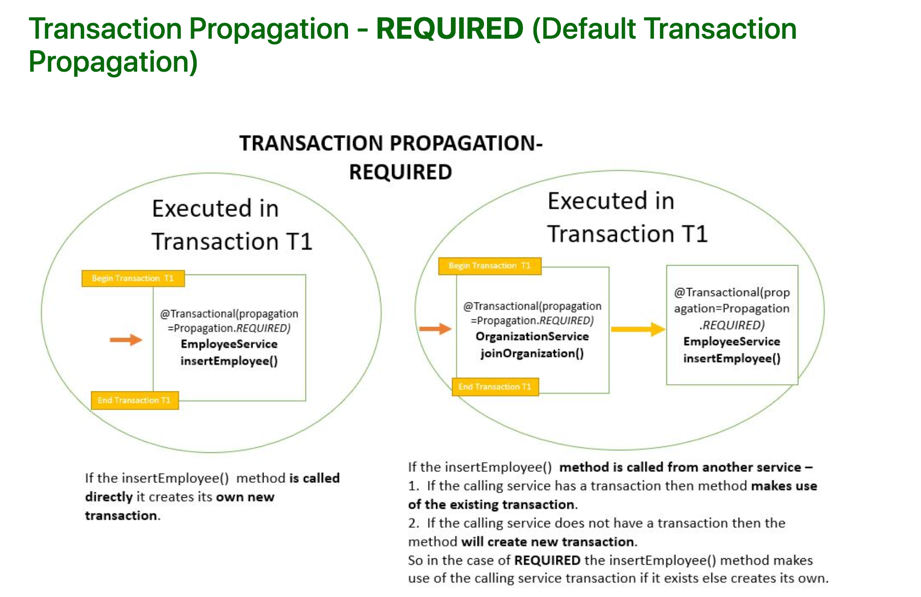 Transaction Propagation - REQUIRED (Default Transaction
Propagation)
TRANSACTION PROPAGATION-
REQUIRED
Executed in
Transaction T1
Begin Transaction T1
@Transactional(propagation
=Propagation.REQUIRED)
EmployeeService
insertEmployee()
End Transaction T1
If the insertEmployee() method is called
directly it creates its own new
transaction.
Executed in
Transaction T1
Begin Transaction T1
@Transactional(propagation
=Propagation.REQUIRED)
OrganizationService
joinOrganization()
End Transaction T1
@Transactional(prop
agation=Propagation
.REQUIRED)
EmployeeService
insertEmployee()
If the insertEmployee() method is called from another service –
1. If the calling service has a transaction then method makes use
of the existing transaction.
2. If the calling service does not have a transaction then the
method will create new transaction.
So in the case of REQUIRED the insertEmployee() method makes
use of the calling service transaction if it exists else creates its own.